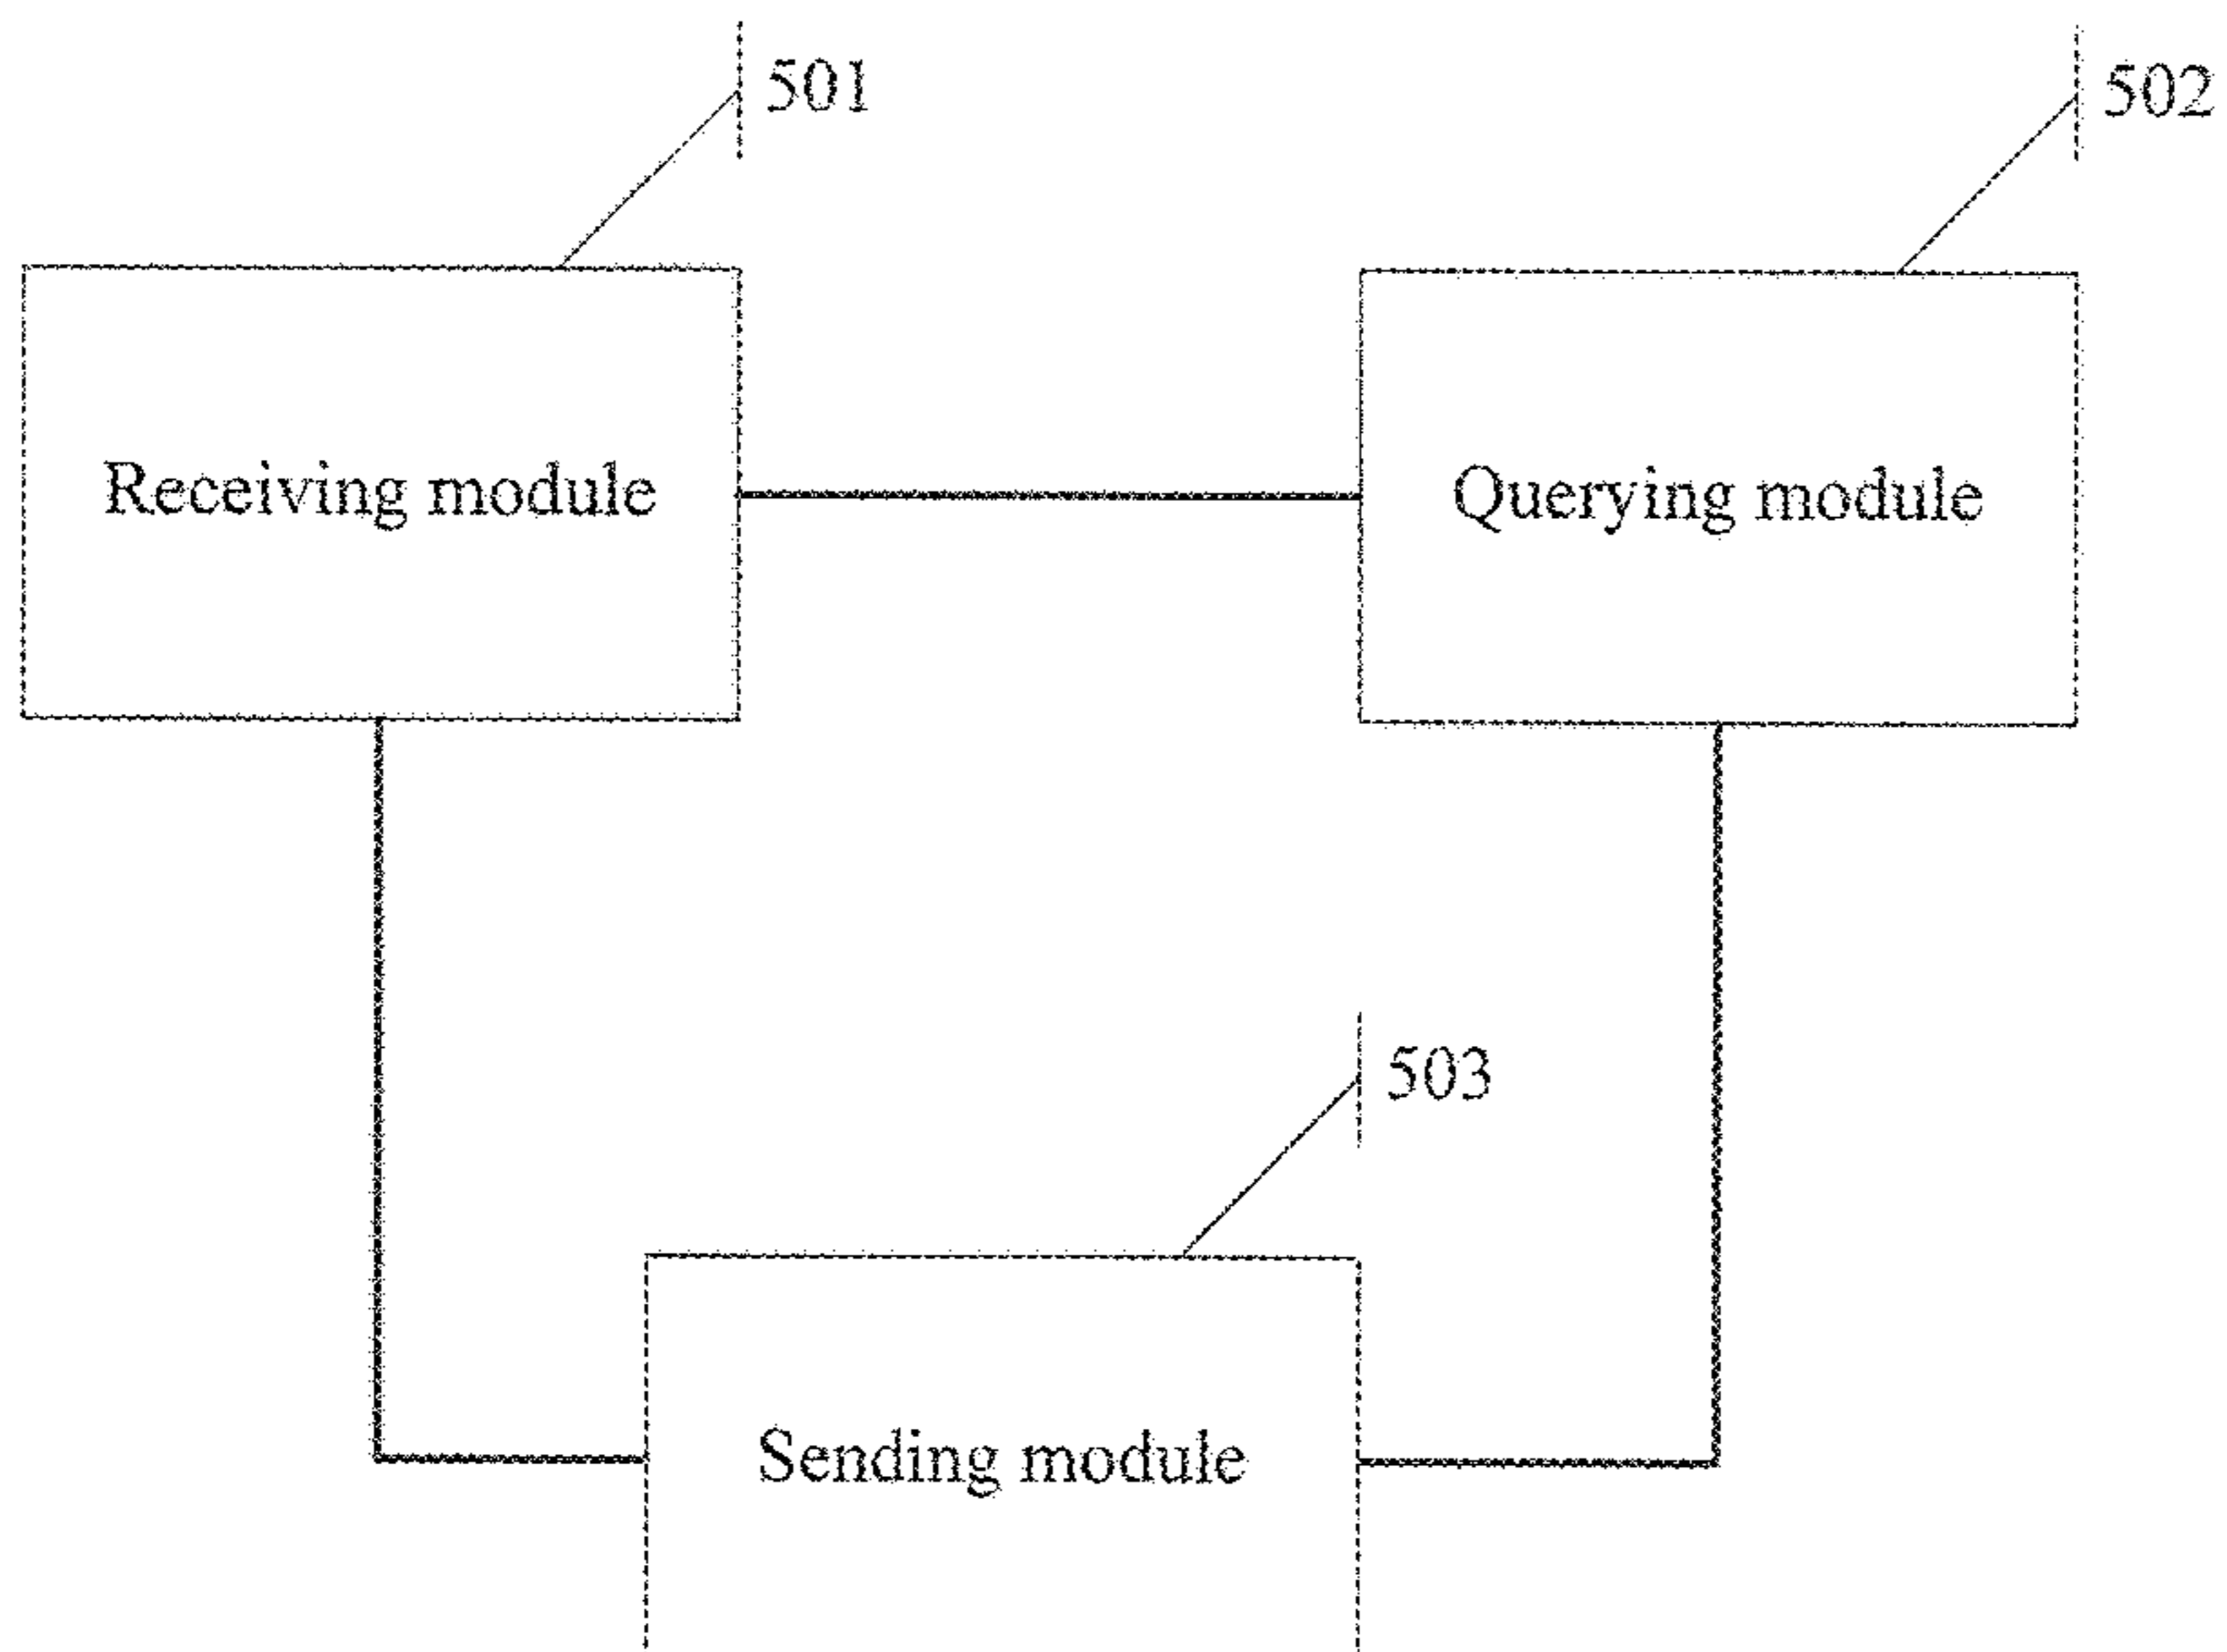 501
502
Receiving module
Querying module
503
Sending module